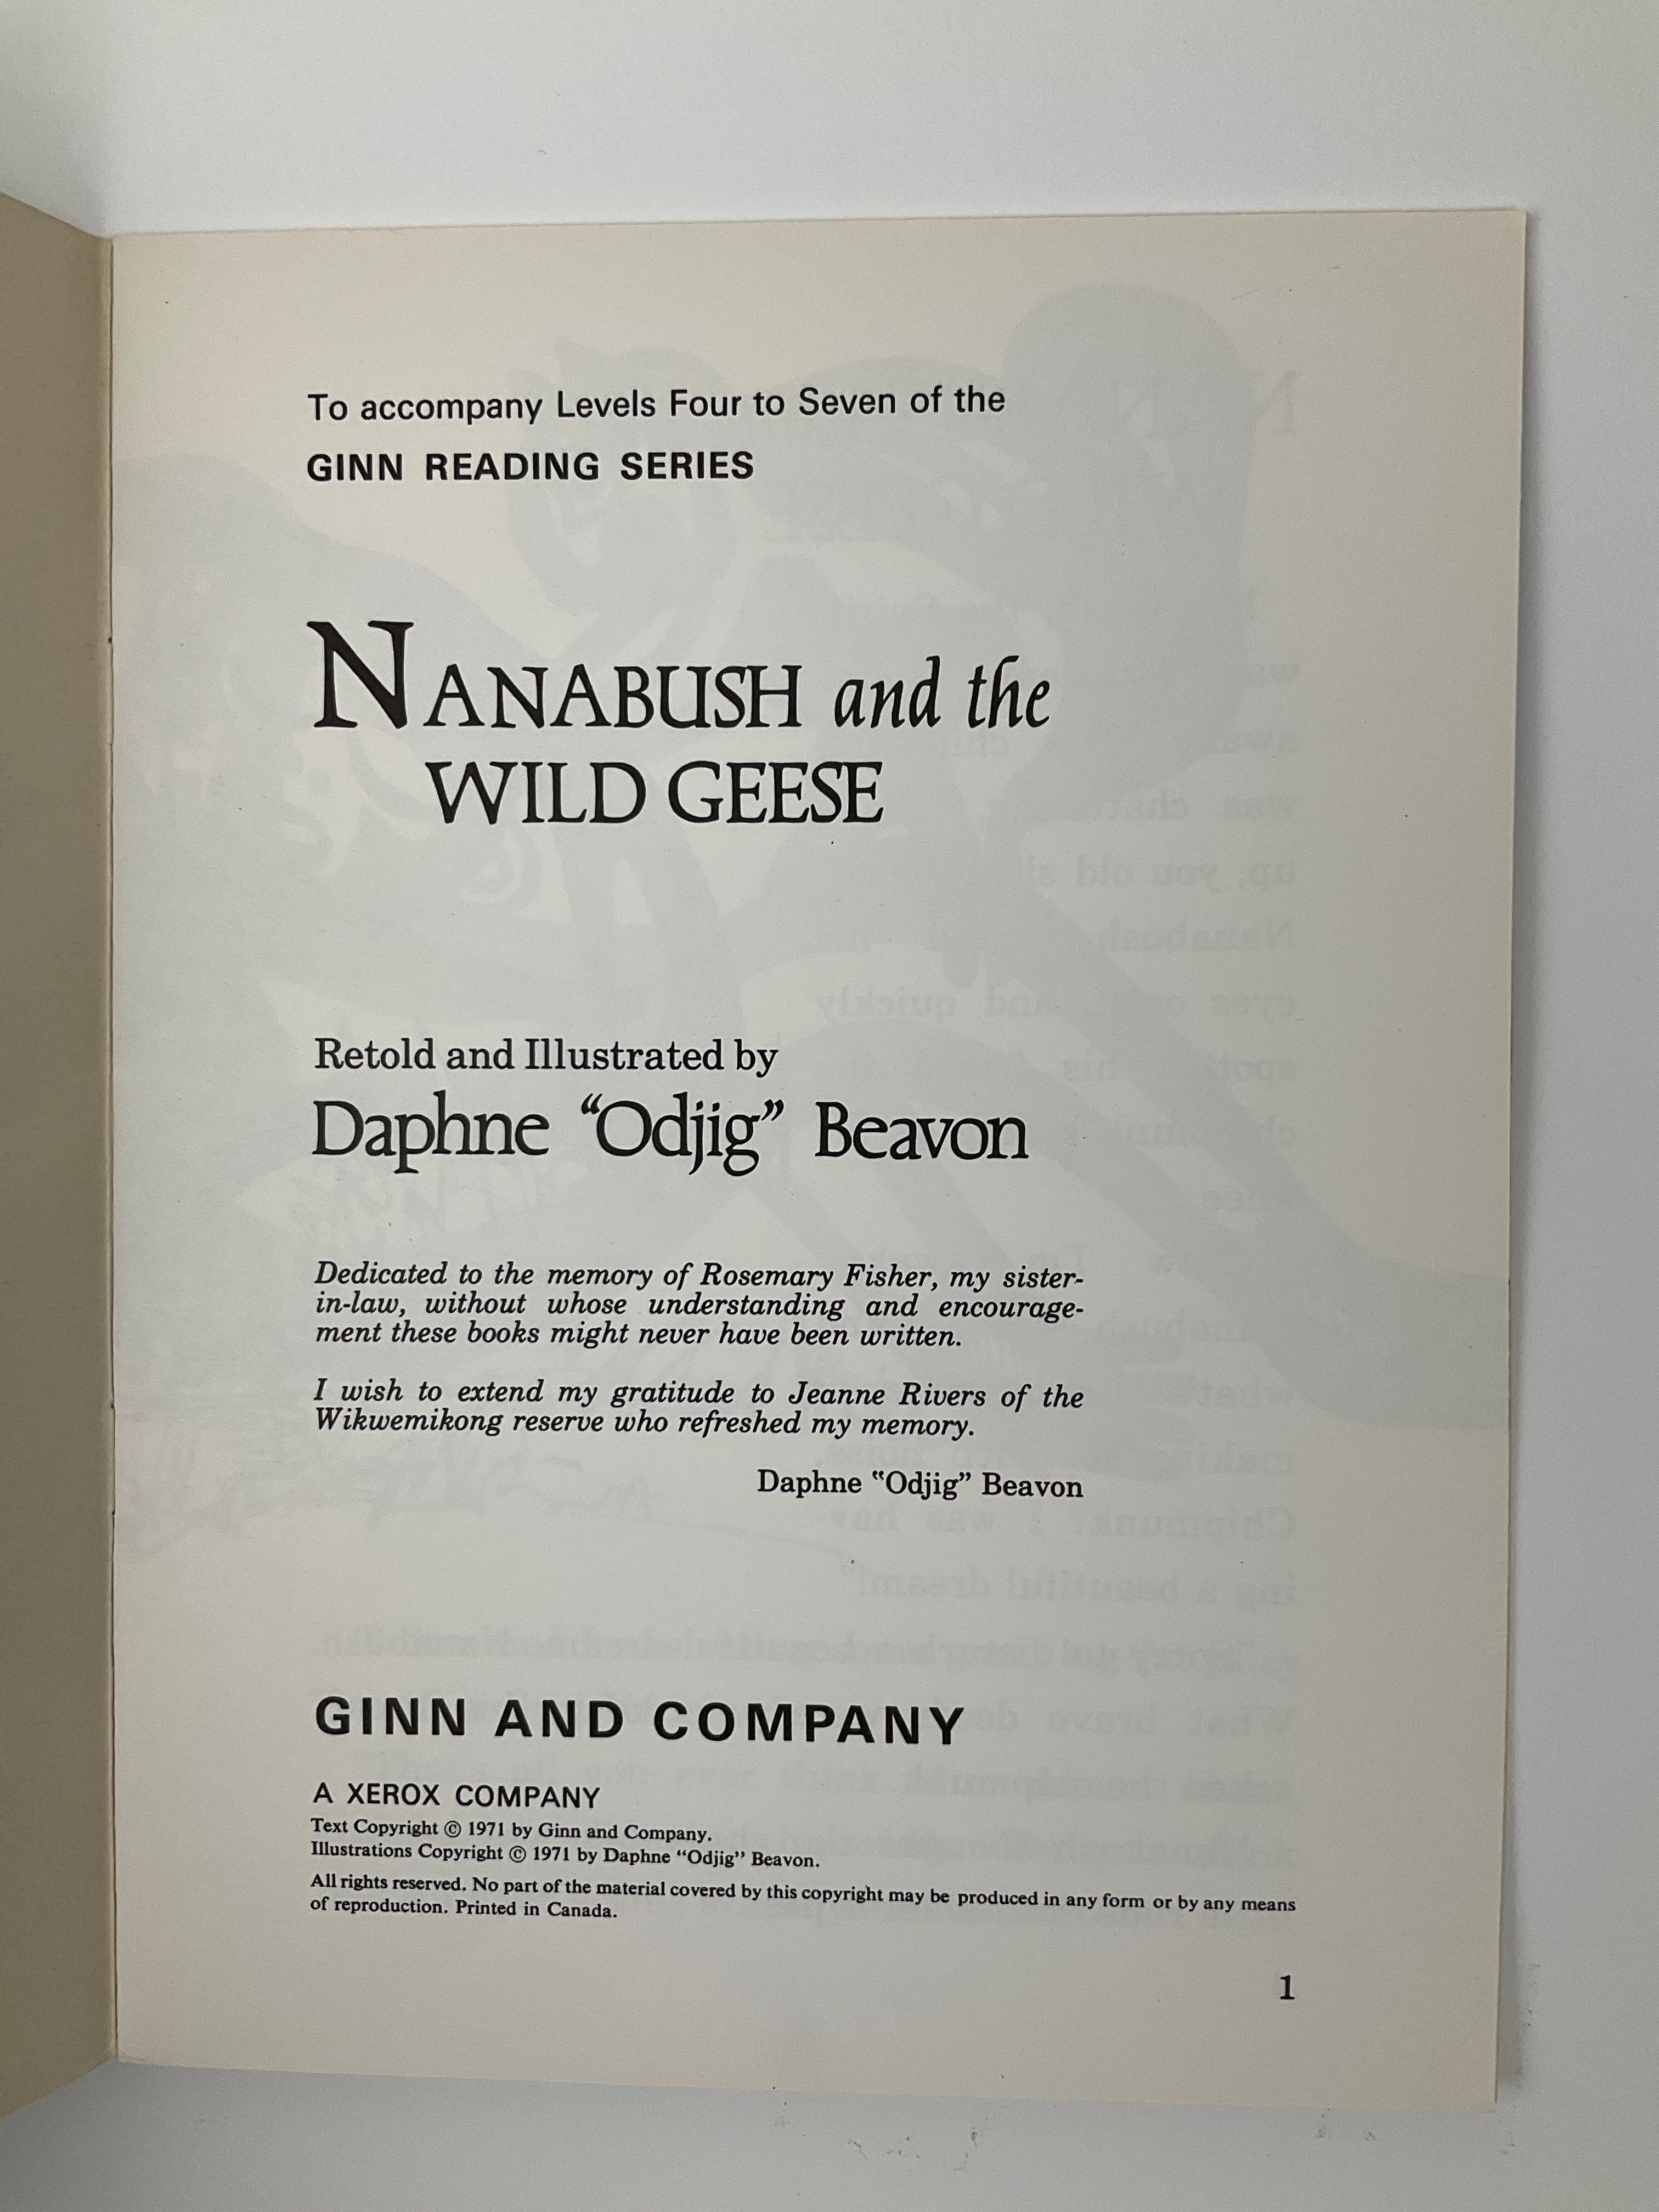 To accompany Levels Four to Seven of the
GINN READING SERIES
NANABUSH and the
WILD GEESE
Retold and Illustrated by
Daphne “Odjig” Beavon
Dedicated to the memory of Rosemary Fisher, my sister-
in-law, without whose understanding and encourage-
ment these books might never have been written.
I wish to extend my gratitude to Jeanne Rivers of the
Wikwemikong reserve who refreshed my memory.
Daphne “Odjig” Beavon
GINN AND COMPANY
A XEROX COMPANY
Text Copyright © 1971 by Ginn and Company.
Illustrations Copyright © 1971 by Daphne “Odjig” Beavon.
All rights reserved. No part of the material covered by this copyright may be produced in any form or by any means
of reproduction. Printed in Canada.
1